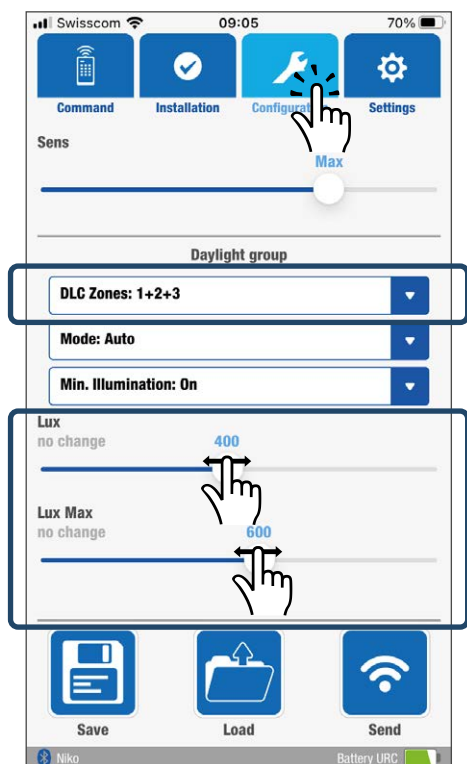 Swisscom 09:05 70%
Command Installation Configurat Settings
Sens
Max
Daylight group
DLC Zones: 1+2+3
Mode: Auto
Min. Illumination: On
Lux
no change 400
Lux Max
no change 600
Save Load Send
Niko Battery URC